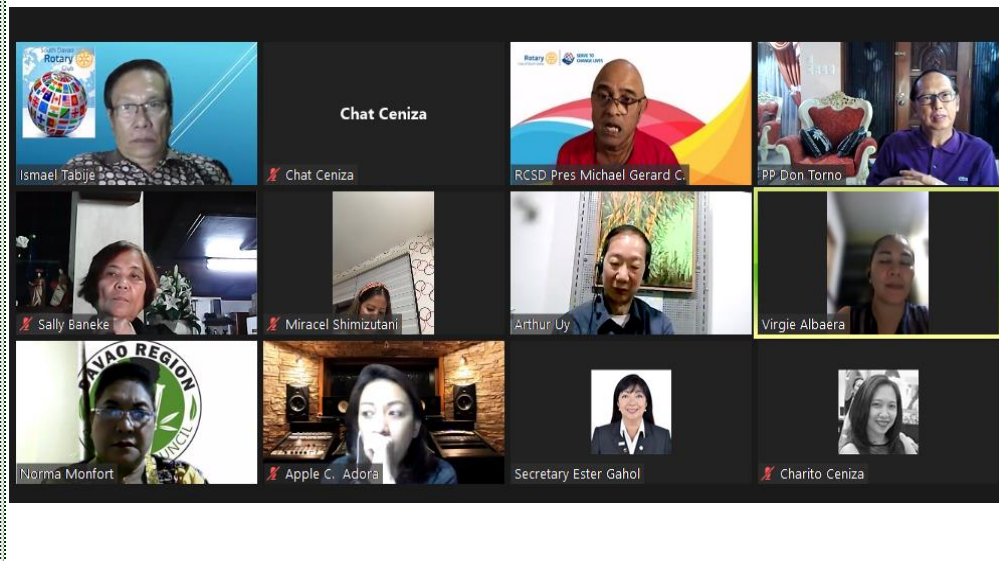 South Davao
Rotary
Club
Ismael Tabije
Chat Ceniza
Chat Ceniza
Rotary
SERVE TO
CHANGE LIVES
RCSD Pres Michael Gerard C.
PP Don Torno
Sally Baneke
Miracel Shimizutani
Arthur Uy
Virgie Albaera
DAVAO REGION
NCIL
Norma Monfort
Apple C. Adora
Secretary Ester Gahol
Charito Ceniza